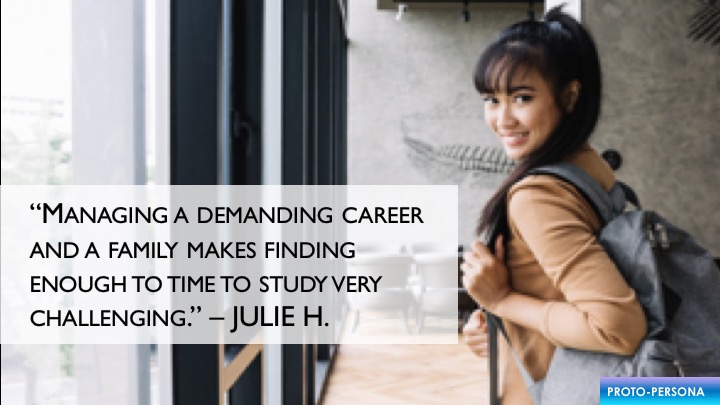 “MANAGING A DEMANDING CAREER
AND A FAMILY MAKES FINDING
ENOUGH TO TIME TO STUDY VERY
CHALLENGING.” – JULIE H.
PROTO-PERSONA